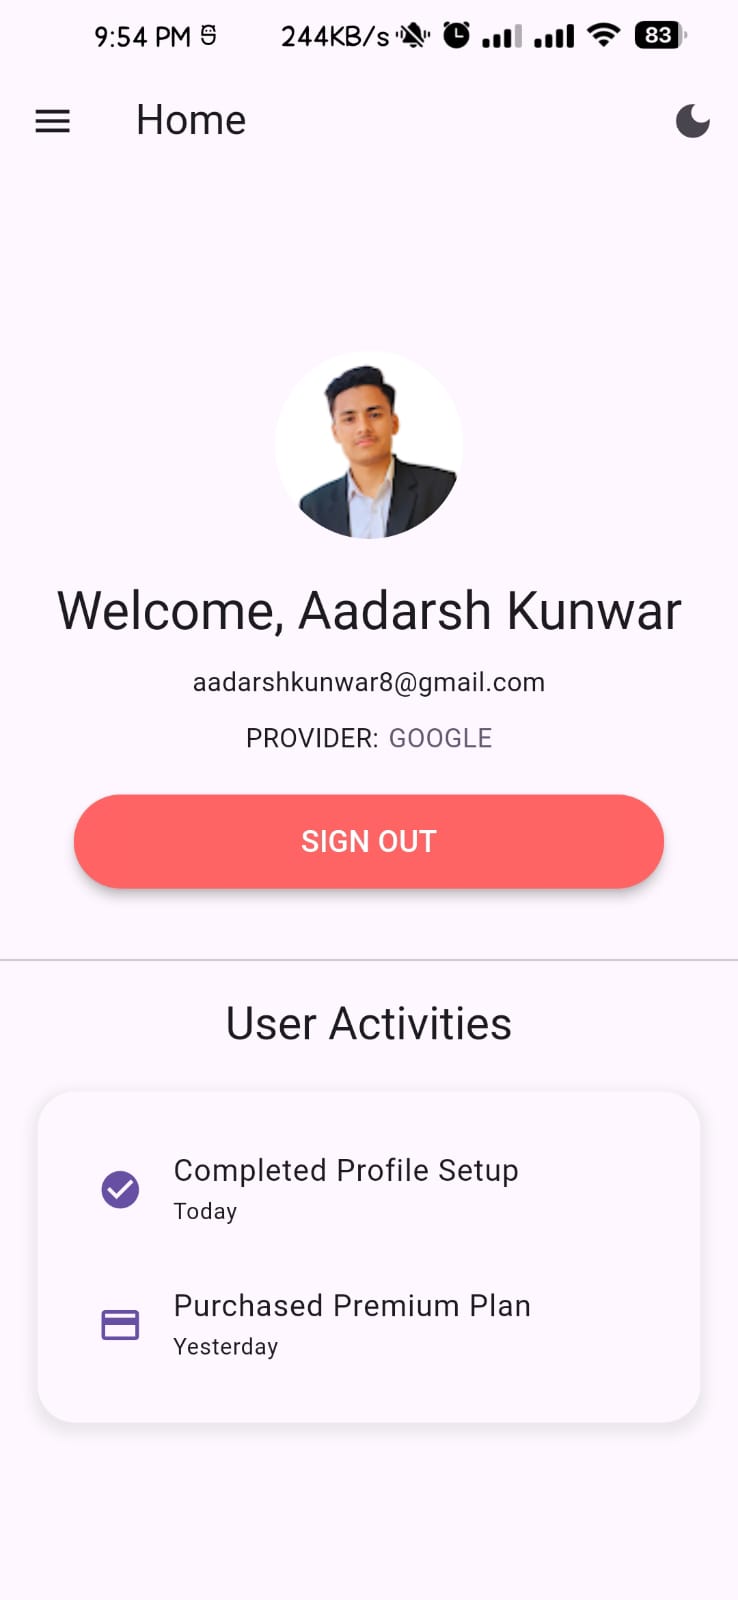 9:54 PM 244KB/s 83
Home
Welcome, Aadarsh Kunwar
aadarshkunwar8@gmail.com
PROVIDER: GOOGLE
SIGN OUT
User Activities
Completed Profile Setup
Today
Purchased Premium Plan
Yesterday